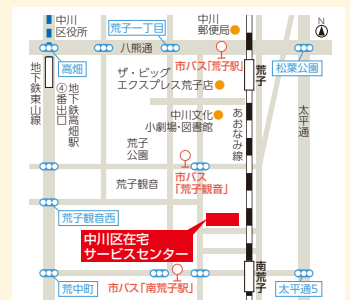 中川
区役所
荒子一丁目
中川
郵便局
N
八熊通
高畑
市バス「荒子駅」
荒子
松葉公園
地下鉄東山線
④番出口
地下鉄高畑駅
ザ・ビッグ
エクスプレス荒子店
中川文化
小劇場・図書館
あおなみ線
太平通
荒子
公園
市バス
「荒子観音」
荒子観音
荒子観音西
中川区在宅
サービスセンター
南荒子
荒中町
市バス「南荒子駅」
太平通5